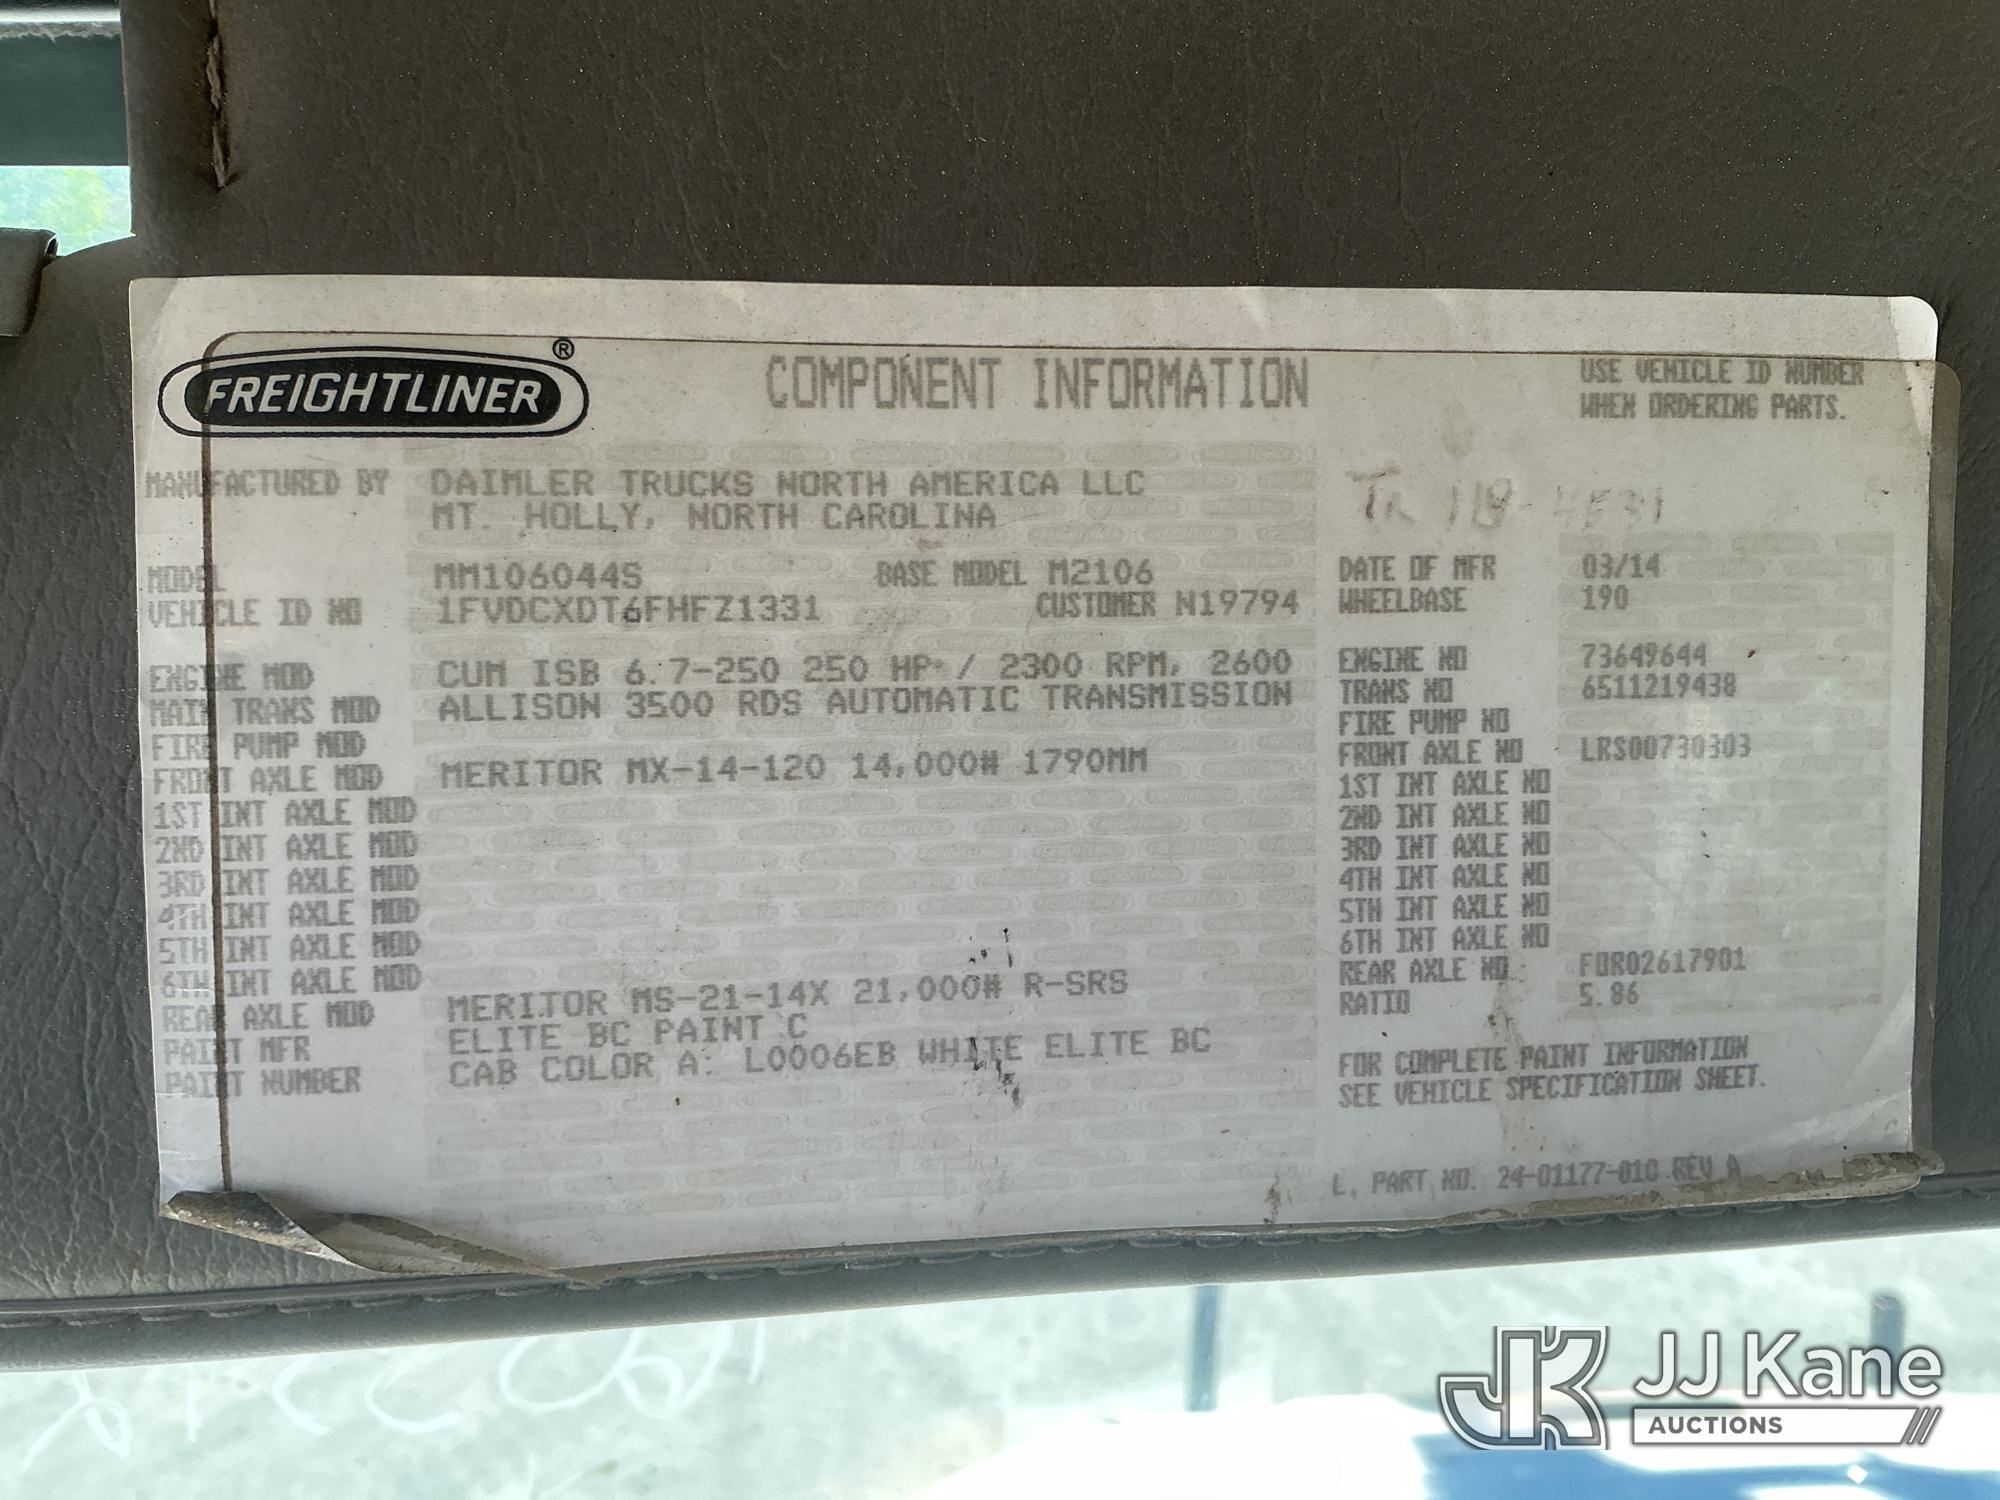 FREIGHTLINER ®
COMPONENT INFORMATION
USE VEHICLE ID NUMBER
WHEN ORDERING PARTS.
MANUFACTURED BY DAIMLER TRUCKS NORTH AMERICA LLC
MT. HOLLY, NORTH CAROLINA
MODEL MM106044S BASE MODEL M2106
VEHICLE ID NO 1FVDCXDT6FHFZ1331 CUSTOMER N19794
ENGINE MOD CUM ISB 6.7-250 250 HP / 2300 RPM, 2600
MAIN TRANS MOD ALLISON 3500 RDS AUTOMATIC TRANSMISSION
FIRE PUMP MOD
FRONT AXLE MOD MERITOR MX-14-120 14,000# 1790MM
1ST INT AXLE MOD
2ND INT AXLE MOD
3RD INT AXLE MOD
4TH INT AXLE MOD
5TH INT AXLE MOD
6TH INT AXLE MOD
REAR AXLE MOD MERITOR MS-21-14X 21,000# R-SRS
PAINT MFR ELITE BC PAINT C
PAINT NUMBER CAB COLOR A: L0006EB WHITE ELITE BC
DATE OF MFR 03/14
WHEELBASE 190
ENGINE NO 73649644
TRANS NO 6511219438
FIRE PUMP NO
FRONT AXLE NO LRS00730303
1ST INT AXLE NO
2ND INT AXLE NO
3RD INT AXLE NO
4TH INT AXLE NO
5TH INT AXLE NO
6TH INT AXLE NO
REAR AXLE NO FOR02617901
RATIO 5.86
FOR COMPLETE PAINT INFORMATION
SEE VEHICLE SPECIFICATION SHEET.
PART NO. 24-01177-010 REV A
JK JJ Kane
AUCTIONS